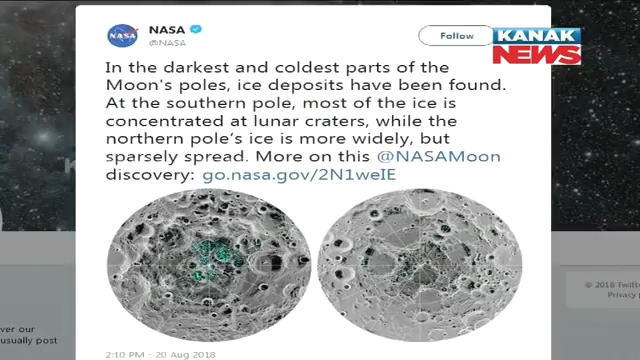 NASA
@NASA
Follow
KANAK
NEWS
NASA
In the darkest and coldest parts of the
Moon's poles, ice deposits have been found.
At the southern pole, most of the ice is
concentrated at lunar craters, while the
northern pole's ice is more widely, but
sparsely spread. More on this @NASAMoon
discovery: go.nasa.gov/2N1weIE
© 2018 Twitt
Privacy p
ver our
usually post
2:10 PM - 20 Aug 2018